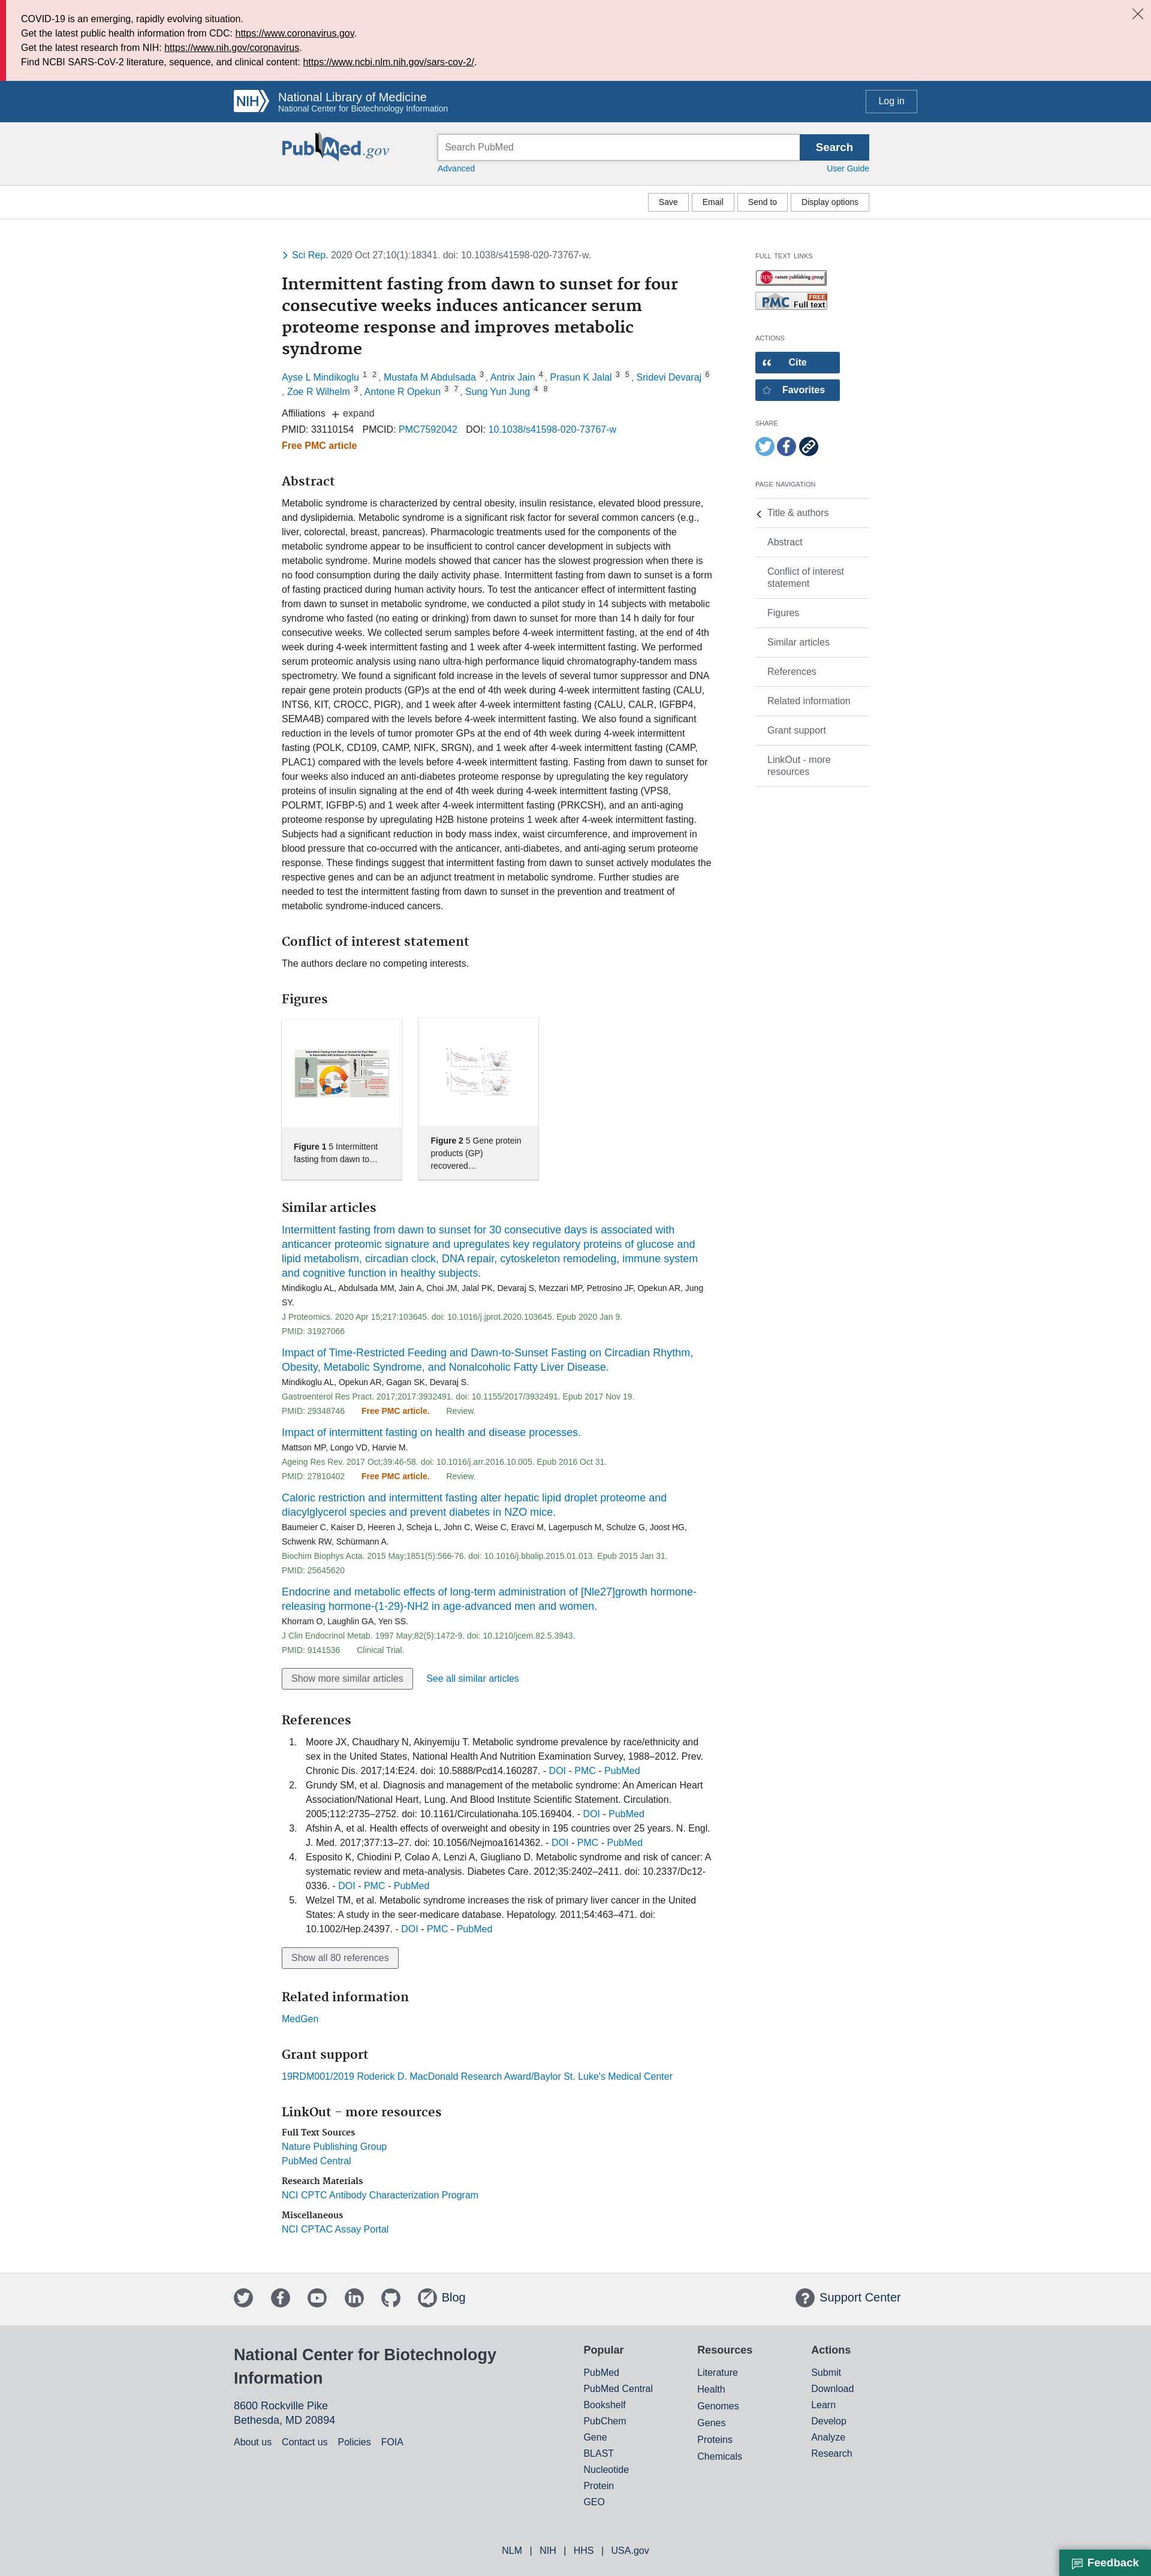 COVID-19 is an emerging, rapidly evolving situation.
Get the latest public health information from CDC: https://www.coronavirus.gov.
Get the latest research from NIH: https://www.nih.gov/coronavirus.
Find NCBI SARS-CoV-2 literature, sequence, and clinical content: https://www.ncbi.nlm.nih.gov/sars-cov-2/.
NIH
National Library of Medicine
National Center for Biotechnology Information
Log in
PubMed.gov
Search PubMed
Search
Advanced
User Guide
Save
Email
Send to
Display options
Sci Rep. 2020 Oct 27;10(1):18341. doi: 10.1038/s41598-020-73767-w.
Intermittent fasting from dawn to sunset for four
consecutive weeks induces anticancer serum
proteome response and improves metabolic
syndrome
Ayse L Mindikoglu 1 2, Mustafa M Abdulsada 3, Antrix Jain 4, Prasun K Jalal 3 5, Sridevi Devaraj 6
, Zoe R Wilhelm 3, Antone R Opekun 3 7, Sung Yun Jung 4 8
Affiliations + expand
PMID: 33110154 PMCID: PMC7592042 DOI: 10.1038/s41598-020-73767-w
Free PMC article
Abstract
Metabolic syndrome is characterized by central obesity, insulin resistance, elevated blood pressure,
and dyslipidemia. Metabolic syndrome is a significant risk factor for several common cancers (e.g.,
liver, colorectal, breast, pancreas). Pharmacologic treatments used for the components of the
metabolic syndrome appear to be insufficient to control cancer development in subjects with
metabolic syndrome. Murine models showed that cancer has the slowest progression when there is
no food consumption during the daily activity phase. Intermittent fasting from dawn to sunset is a form
of fasting practiced during human activity hours. To test the anticancer effect of intermittent fasting
from dawn to sunset in metabolic syndrome, we conducted a pilot study in 14 subjects with metabolic
syndrome who fasted (no eating or drinking) from dawn to sunset for more than 14 h daily for four
consecutive weeks. We collected serum samples before 4-week intermittent fasting, at the end of 4th
week during 4-week intermittent fasting and 1 week after 4-week intermittent fasting. We performed
serum proteomic analysis using nano ultra-high performance liquid chromatography-tandem mass
spectrometry. We found a significant fold increase in the levels of several tumor suppressor and DNA
repair gene protein products (GP)s at the end of 4th week during 4-week intermittent fasting (CALU,
INTS6, KIT, CROCC, PIGR), and 1 week after 4-week intermittent fasting (CALU, CALR, IGFBP4,
SEMA4B) compared with the levels before 4-week intermittent fasting. We also found a significant
reduction in the levels of tumor promoter GPs at the end of 4th week during 4-week intermittent
fasting (POLK, CD109, CAMP, NIFK, SRGN), and 1 week after 4-week intermittent fasting (CAMP,
PLAC1) compared with the levels before 4-week intermittent fasting. Fasting from dawn to sunset for
four weeks also induced an anti-diabetes proteome response by upregulating the key regulatory
proteins of insulin signaling at the end of 4th week during 4-week intermittent fasting (VPS8,
POLRMT, IGFBP-5) and 1 week after 4-week intermittent fasting (PRKCSH), and an anti-aging
proteome response by upregulating H2B histone proteins 1 week after 4-week intermittent fasting.
Subjects had a significant reduction in body mass index, waist circumference, and improvement in
blood pressure that co-occurred with the anticancer, anti-diabetes, and anti-aging serum proteome
response. These findings suggest that intermittent fasting from dawn to sunset actively modulates the
respective genes and can be an adjunct treatment in metabolic syndrome. Further studies are
needed to test the intermittent fasting from dawn to sunset in the prevention and treatment of
metabolic syndrome-induced cancers.
Conflict of interest statement
The authors declare no competing interests.
Figures
Intermittent Fasting from Dawn to Sunset for Four Weeks
is Associated with Anticancer Proteomic Signature
Figure 1 5 Intermittent
fasting from dawn to…
Figure 2 5 Gene protein
products (GP)
recovered…
Similar articles
Intermittent fasting from dawn to sunset for 30 consecutive days is associated with
anticancer proteomic signature and upregulates key regulatory proteins of glucose and
lipid metabolism, circadian clock, DNA repair, cytoskeleton remodeling, immune system
and cognitive function in healthy subjects.
Mindikoglu AL, Abdulsada MM, Jain A, Choi JM, Jalal PK, Devaraj S, Mezzari MP, Petrosino JF, Opekun AR, Jung
SY.
J Proteomics. 2020 Apr 15;217:103645. doi: 10.1016/j.jprot.2020.103645. Epub 2020 Jan 9.
PMID: 31927066
Impact of Time-Restricted Feeding and Dawn-to-Sunset Fasting on Circadian Rhythm,
Obesity, Metabolic Syndrome, and Nonalcoholic Fatty Liver Disease.
Mindikoglu AL, Opekun AR, Gagan SK, Devaraj S.
Gastroenterol Res Pract. 2017;2017:3932491. doi: 10.1155/2017/3932491. Epub 2017 Nov 19.
PMID: 29348746 Free PMC article. Review.
Impact of intermittent fasting on health and disease processes.
Mattson MP, Longo VD, Harvie M.
Ageing Res Rev. 2017 Oct;39:46-58. doi: 10.1016/j.arr.2016.10.005. Epub 2016 Oct 31.
PMID: 27810402 Free PMC article. Review.
Caloric restriction and intermittent fasting alter hepatic lipid droplet proteome and
diacylglycerol species and prevent diabetes in NZO mice.
Baumeier C, Kaiser D, Heeren J, Scheja L, John C, Weise C, Eravci M, Lagerpusch M, Schulze G, Joost HG,
Schwenk RW, Schürmann A.
Biochim Biophys Acta. 2015 May;1851(5):566-76. doi: 10.1016/j.bbalip.2015.01.013. Epub 2015 Jan 31.
PMID: 25645620
Endocrine and metabolic effects of long-term administration of [Nle27]growth hormone-
releasing hormone-(1-29)-NH2 in age-advanced men and women.
Khorram O, Laughlin GA, Yen SS.
J Clin Endocrinol Metab. 1997 May;82(5):1472-9. doi: 10.1210/jcem.82.5.3943.
PMID: 9141536 Clinical Trial.
Show more similar articles
See all similar articles
References
1. Moore JX, Chaudhary N, Akinyemiju T. Metabolic syndrome prevalence by race/ethnicity and
sex in the United States, National Health And Nutrition Examination Survey, 1988–2012. Prev.
Chronic Dis. 2017;14:E24. doi: 10.5888/Pcd14.160287. - DOI - PMC - PubMed
2. Grundy SM, et al. Diagnosis and management of the metabolic syndrome: An American Heart
Association/National Heart, Lung. And Blood Institute Scientific Statement. Circulation.
2005;112:2735–2752. doi: 10.1161/Circulationaha.105.169404. - DOI - PubMed
3. Afshin A, et al. Health effects of overweight and obesity in 195 countries over 25 years. N. Engl.
J. Med. 2017;377:13–27. doi: 10.1056/Nejmoa1614362. - DOI - PMC - PubMed
4. Esposito K, Chiodini P, Colao A, Lenzi A, Giugliano D. Metabolic syndrome and risk of cancer: A
systematic review and meta-analysis. Diabetes Care. 2012;35:2402–2411. doi: 10.2337/Dc12-
0336. - DOI - PMC - PubMed
5. Welzel TM, et al. Metabolic syndrome increases the risk of primary liver cancer in the United
States: A study in the seer-medicare database. Hepatology. 2011;54:463–471. doi:
10.1002/Hep.24397. - DOI - PMC - PubMed
Show all 80 references
Related information
MedGen
Grant support
19RDM001/2019 Roderick D. MacDonald Research Award/Baylor St. Luke's Medical Center
LinkOut - more resources
Full Text Sources
Nature Publishing Group
PubMed Central
Research Materials
NCI CPTC Antibody Characterization Program
Miscellaneous
NCI CPTAC Assay Portal
FULL TEXT LINKS
npg nature publishing group
PMC FREE Full text
ACTIONS
Cite
Favorites
SHARE
PAGE NAVIGATION
Title & authors
Abstract
Conflict of interest
statement
Figures
Similar articles
References
Related information
Grant support
LinkOut - more
resources
Blog
Support Center
National Center for Biotechnology
Information
8600 Rockville Pike
Bethesda, MD 20894
About us Contact us Policies FOIA
Popular
PubMed
PubMed Central
Bookshelf
PubChem
Gene
BLAST
Nucleotide
Protein
GEO
Resources
Literature
Health
Genomes
Genes
Proteins
Chemicals
Actions
Submit
Download
Learn
Develop
Analyze
Research
NLM | NIH | HHS | USA.gov
Feedback